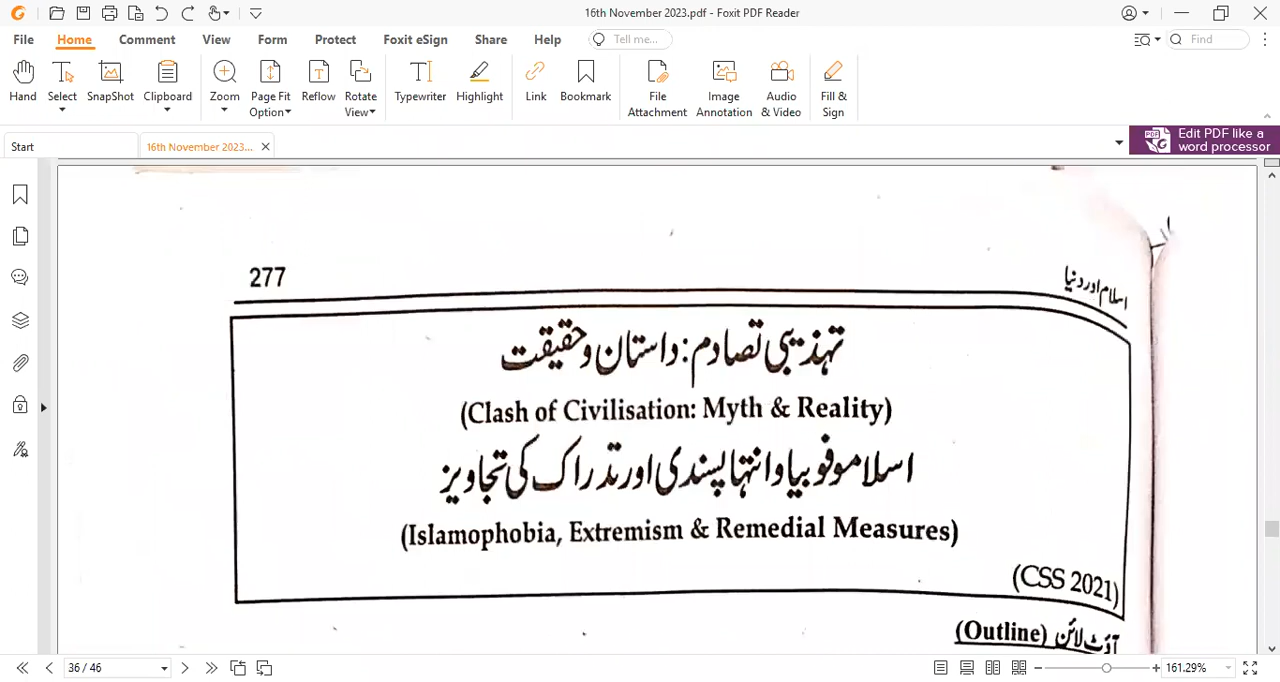 16th November 2023.pdf - Foxit PDF Reader
File Home Comment View Form Protect Foxit eSign Share Help Tell me... Find
Hand Select SnapShot Clipboard Zoom Page Fit Option Reflow Rotate View Typewriter Highlight Link Bookmark File Attachment Image Annotation Audio & Video Fill & Sign
Start 16th November 2023... Edit PDF like a word processor
277 اسلام اور دنیا
تہذیبی تصادم: داستان و حقیقت
(Clash of Civilisation: Myth & Reality)
اسلاموفوبیا و انتہا پسندی اور تدراک کی تجاویز
(Islamophobia, Extremism & Remedial Measures)
(CSS 2021)
آؤٹ لائن (Outline)
36 / 46 161.29%